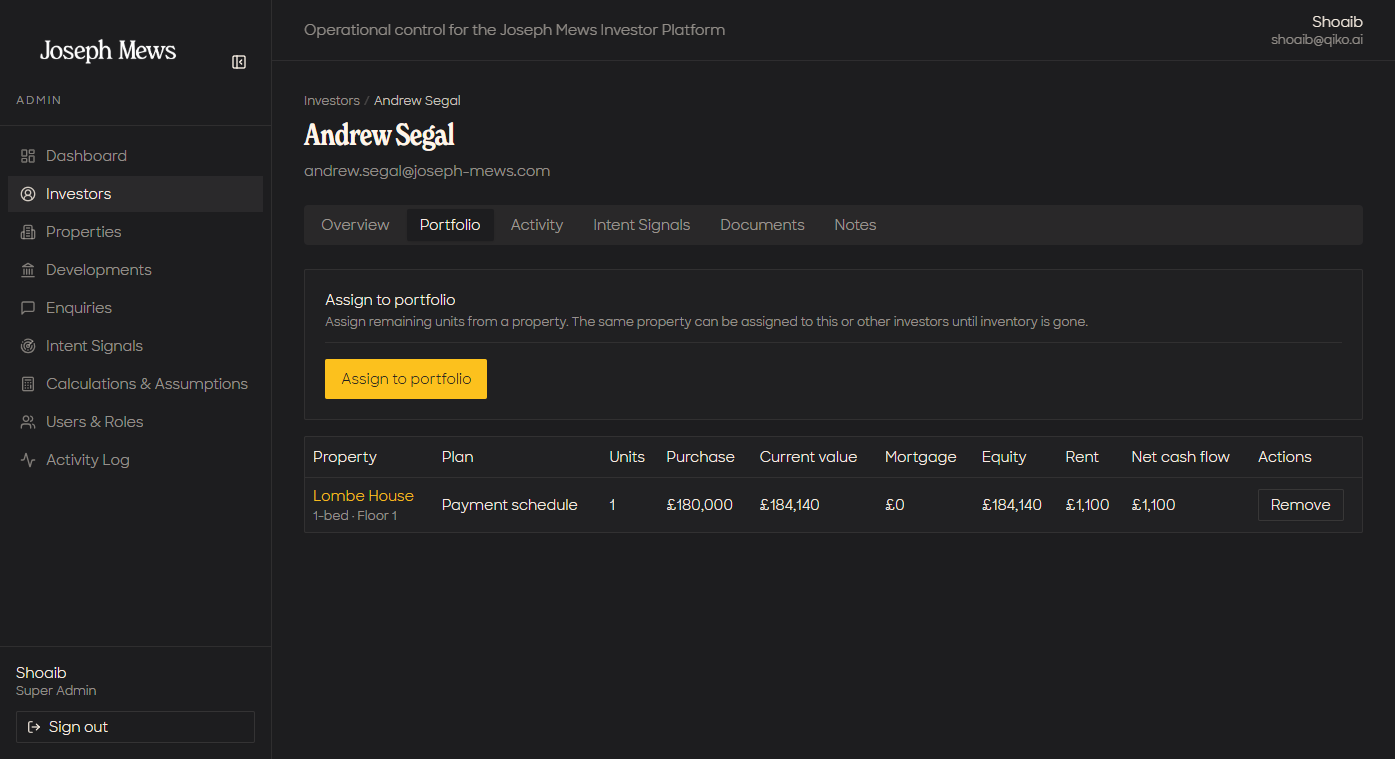 Joseph Mews
ADMIN
Dashboard
Investors
Properties
Developments
Enquiries
Intent Signals
Calculations & Assumptions
Users & Roles
Activity Log
Shoaib
Super Admin
Sign out
Operational control for the Joseph Mews Investor Platform
Shoaib
shoaib@qiko.ai
Investors / Andrew Segal
Andrew Segal
andrew.segal@joseph-mews.com
Overview Portfolio Activity Intent Signals Documents Notes
Assign to portfolio
Assign remaining units from a property. The same property can be assigned to this or other investors until inventory is gone.
Assign to portfolio
Property Plan Units Purchase Current value Mortgage Equity Rent Net cash flow Actions
Lombe House
1-bed · Floor 1
Payment schedule 1 £180,000 £184,140 £0 £184,140 £1,100 £1,100 Remove